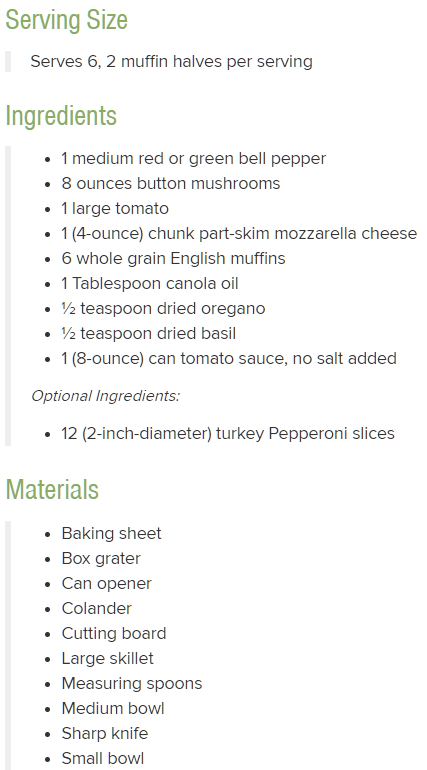 Serving Size
Serves 6, 2 muffin halves per serving
Ingredients
• 1 medium red or green bell pepper
• 8 ounces button mushrooms
• 1 large tomato
• 1 (4-ounce) chunk part-skim mozzarella cheese
• 6 whole grain English muffins
• 1 Tablespoon canola oil
• ½ teaspoon dried oregano
• ½ teaspoon dried basil
• 1 (8-ounce) can tomato sauce, no salt added
Optional Ingredients:
• 12 (2-inch-diameter) turkey Pepperoni slices
Materials
• Baking sheet
• Box grater
• Can opener
• Colander
• Cutting board
• Large skillet
• Measuring spoons
• Medium bowl
• Sharp knife
• Small bowl